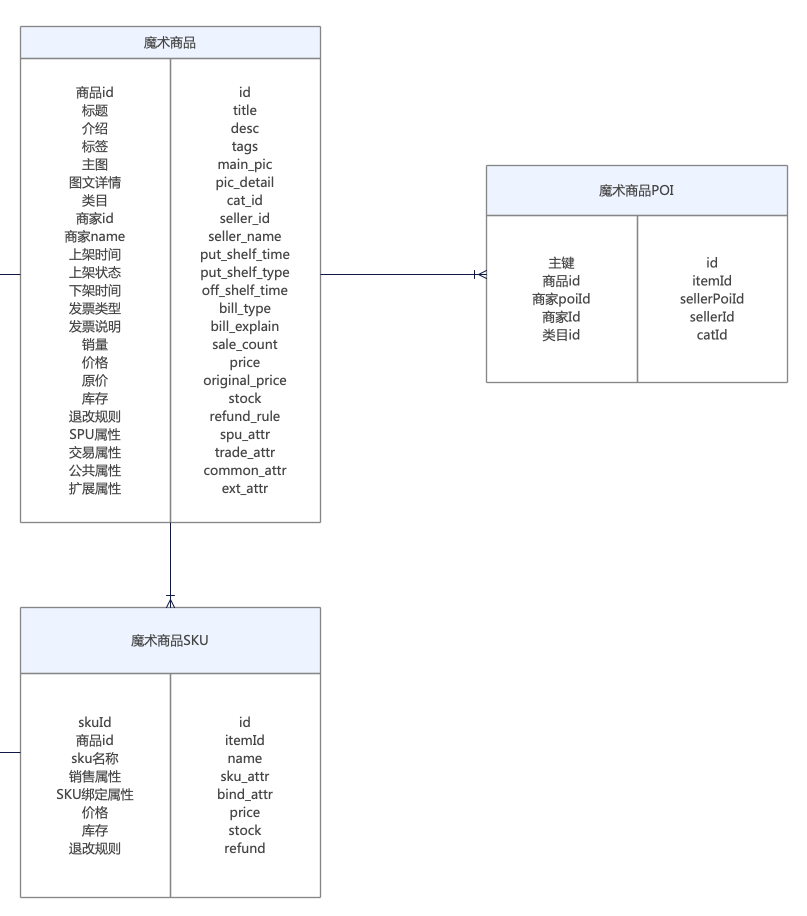 魔术商品
商品id id
标题 title
介绍 desc
标签 tags
主图 main_pic
图文详情 pic_detail
类目 cat_id
商家id seller_id
商家name seller_name
上架时间 put_shelf_time
上架状态 put_shelf_type
下架时间 off_shelf_time
发票类型 bill_type
发票说明 bill_explain
销量 sale_count
价格 price
原价 original_price
库存 stock
退改规则 refund_rule
SPU属性 spu_attr
交易属性 trade_attr
公共属性 common_attr
扩展属性 ext_attr
魔术商品POI
主键 id
商品id itemId
商家poiId sellerPoiId
商家Id sellerId
类目id catId
魔术商品SKU
skuId id
商品id itemId
sku名称 name
销售属性 sku_attr
SKU绑定属性 bind_attr
价格 price
库存 stock
退改规则 refund